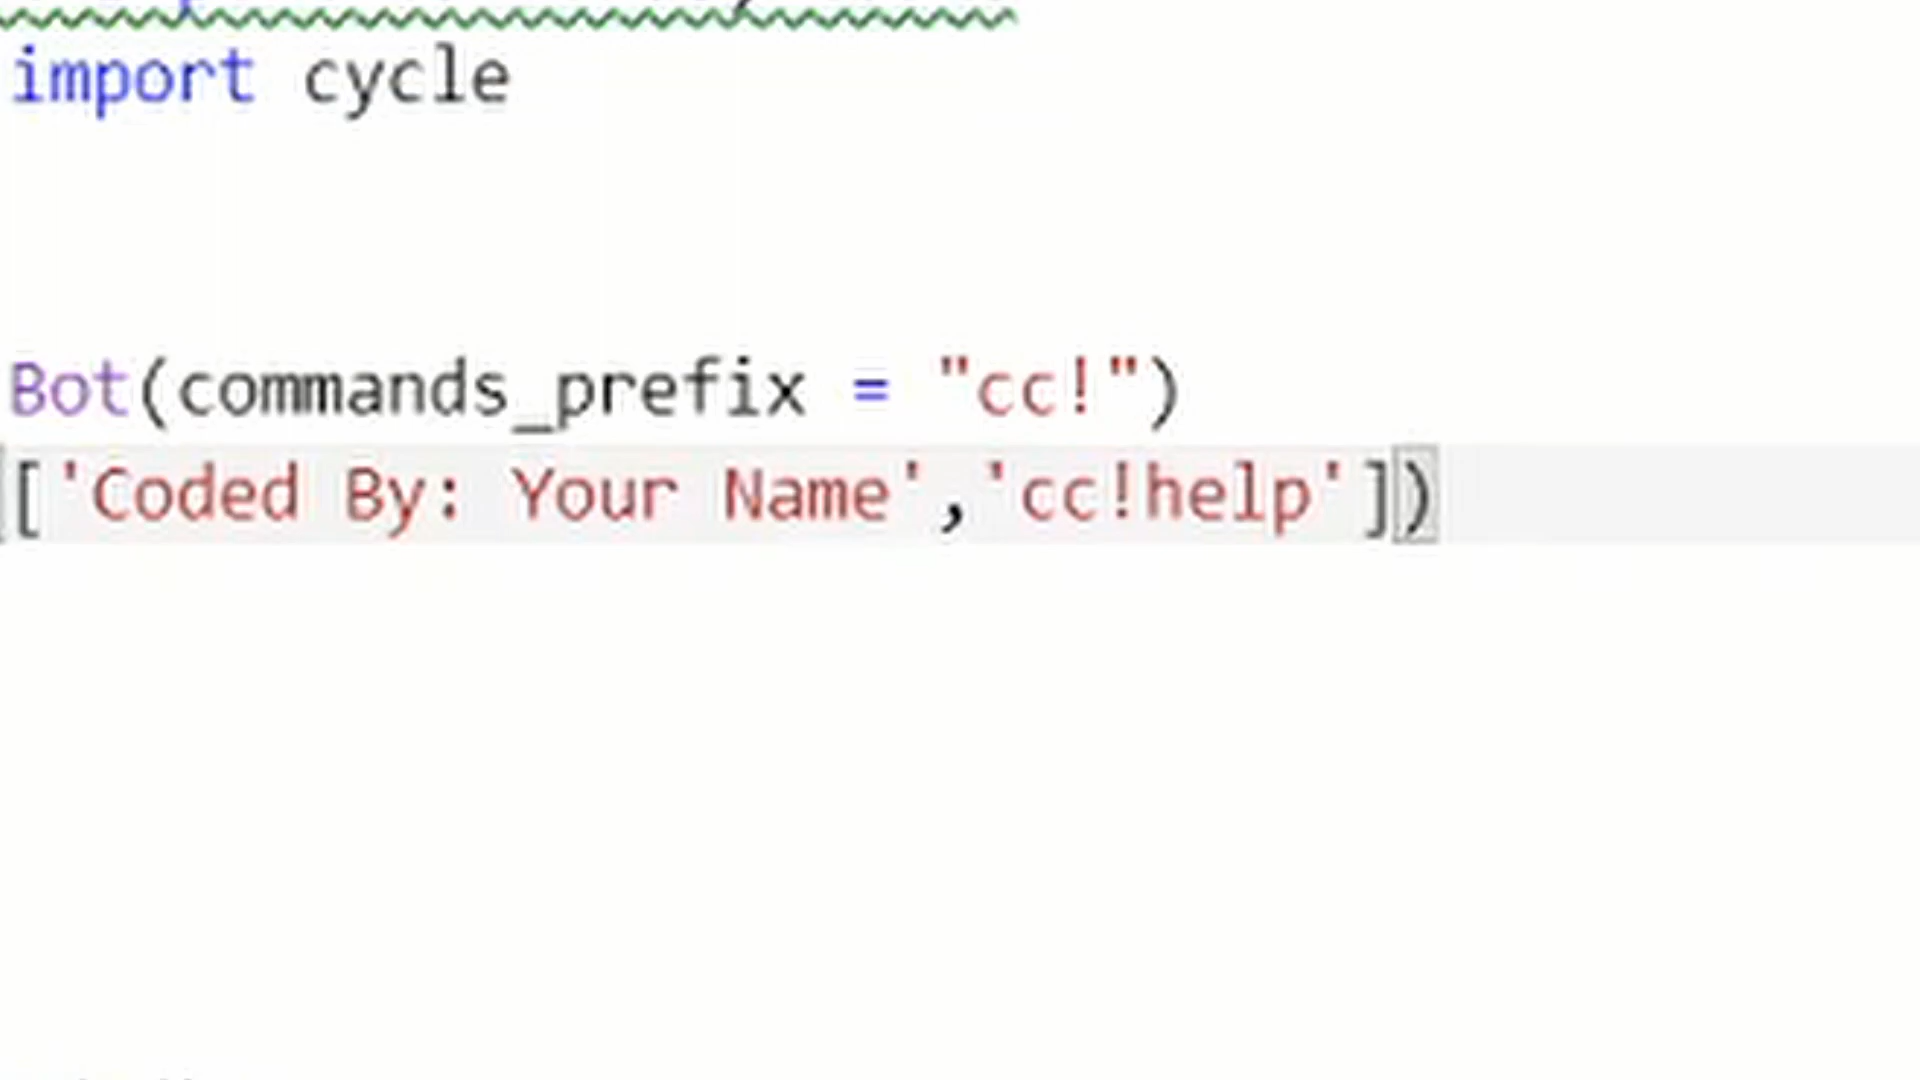 import cycle
Bot(commands_prefix = "cc!")
['Coded By: Your Name','cc!help'])